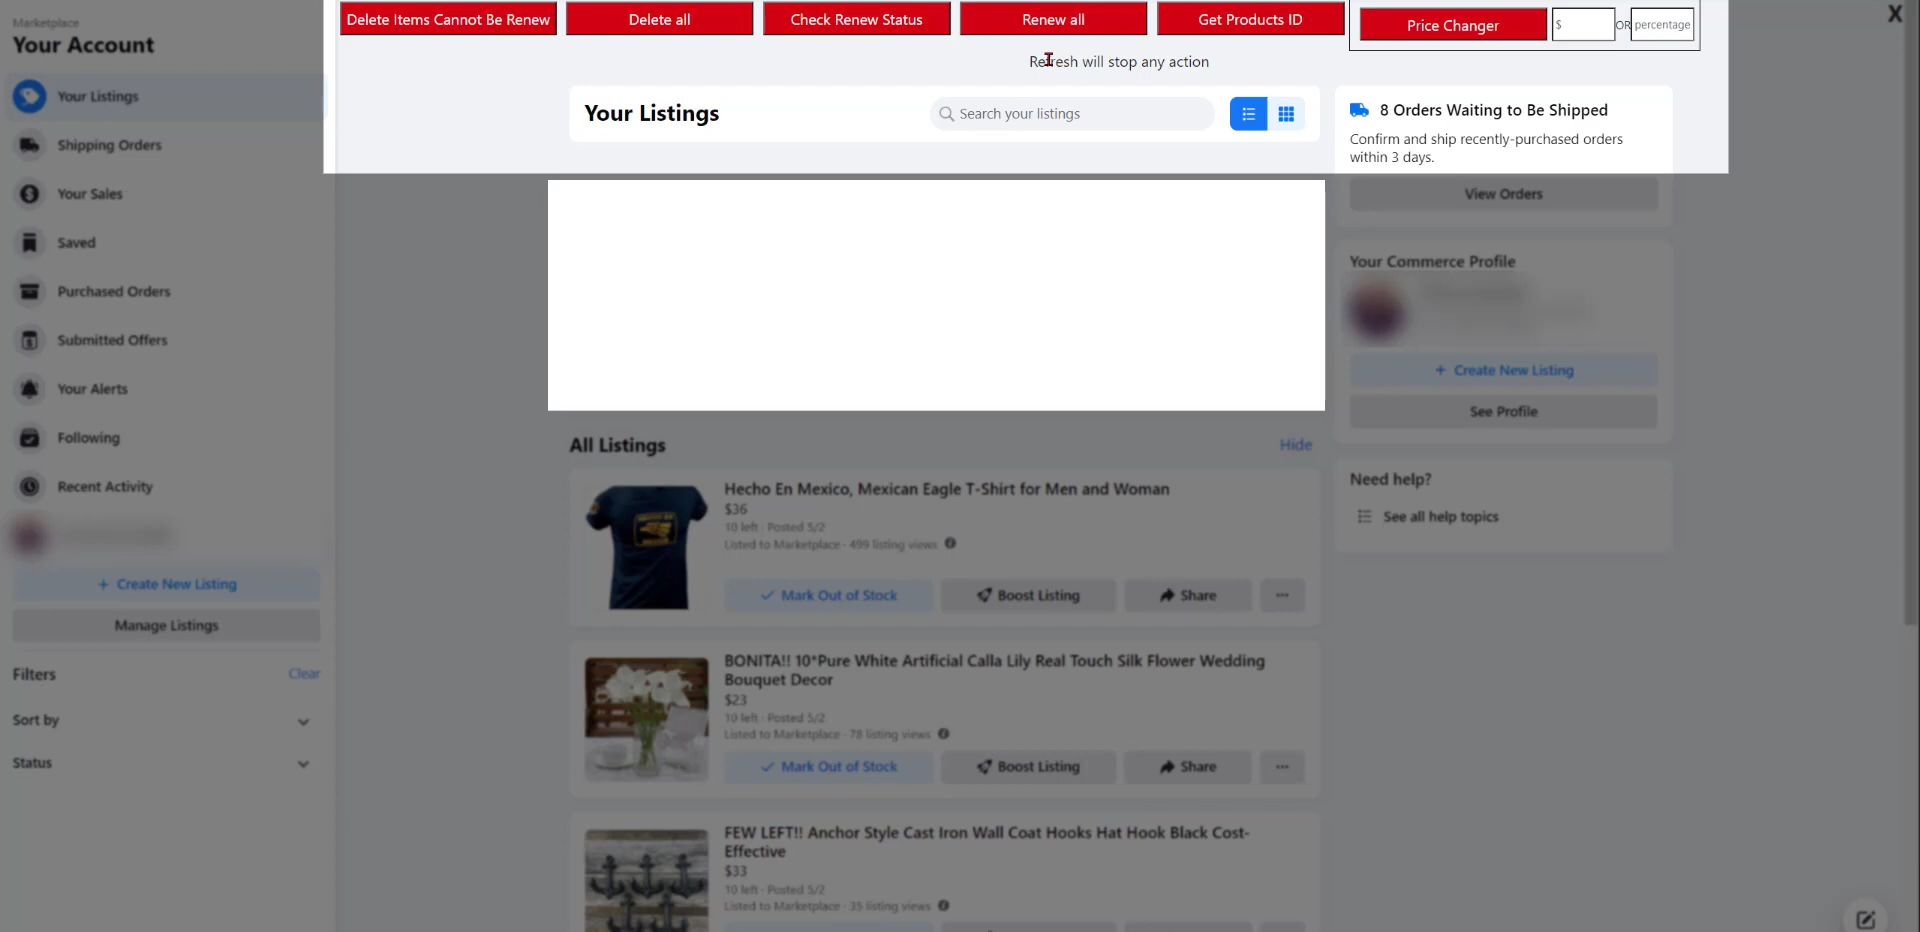 Marketplace
Your Account
Your Listings
Shipping Orders
Your Sales
Saved
Purchased Orders
Submitted Offers
Your Alerts
Following
Recent Activity
+ Create New Listing
Manage Listings
Filters
Clear
Sort by
Status
Delete Items Cannot Be Renew
Delete all
Check Renew Status
Renew all
Get Products ID
Price Changer
$
OR
percentage
Refresh will stop any action
X
Your Listings
Search your listings
All Listings
Hide
Hecho En Mexico, Mexican Eagle T-Shirt for Men and Woman
$36
10 left · Posted 5/2
Listed to Marketplace · 499 listing views
Mark Out of Stock
Boost Listing
Share
BONITA!! 10*Pure White Artificial Calla Lily Real Touch Silk Flower Wedding
Bouquet Decor
$23
10 left · Posted 5/2
Listed to Marketplace · 78 listing views
Mark Out of Stock
Boost Listing
Share
FEW LEFT!! Anchor Style Cast Iron Wall Coat Hooks Hat Hook Black Cost-
Effective
$33
10 left · Posted 5/2
Listed to Marketplace · 35 listing views
8 Orders Waiting to Be Shipped
Confirm and ship recently-purchased orders
within 3 days.
View Orders
Your Commerce Profile
+ Create New Listing
See Profile
Need help?
See all help topics